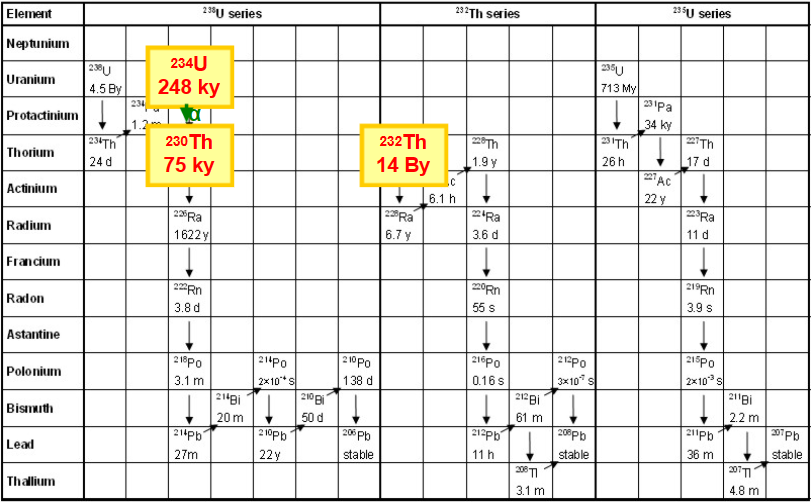 Element ²³⁸U series ²³²Th series ²³⁵U series
Neptunium
Uranium ²³⁸U ²³⁴U ²³⁵U
4.5 By 248 ky 713 My
Protactinium ²³⁴Pa α ²³¹Pa
1.2 m 34 ky
Thorium ²³⁴Th ²³⁰Th ²³²Th ²²⁸Th ²³¹Th ²²⁷Th
24 d 75 ky 14 By 1.9 y 26 h 17 d
Actinium c ²²⁷Ac
6.1 h 22 y
Radium ²²⁶Ra ²²⁸Ra ²²⁴Ra ²²³Ra
1622 y 6.7 y 3.6 d 11 d
Francium
Radon ²²²Rn ²²⁰Rn ²¹⁹Rn
3.8 d 55 s 3.9 s
Astantine
Polonium ²¹⁸Po ²¹⁴Po ²¹⁰Po ²¹⁶Po ²¹²Po ²¹⁵Po
3.1 m 2×10⁻⁴ s 138 d 0.16 s 3×10⁻⁷ s 2×10⁻³ s
Bismuth ²¹⁴Bi ²¹⁰Bi ²¹²Bi ²¹¹Bi
20 m 50 d 61 m 2.2 m
Lead ²¹⁴Pb ²¹⁰Pb ²⁰⁶Pb ²¹²Pb ²⁰⁸Pb ²¹¹Pb ²⁰⁷Pb
27m 22 y stable 11 h stable 36 m stable
Thallium ²⁰⁸Tl ²⁰⁷Tl
3.1 m 4.8 m